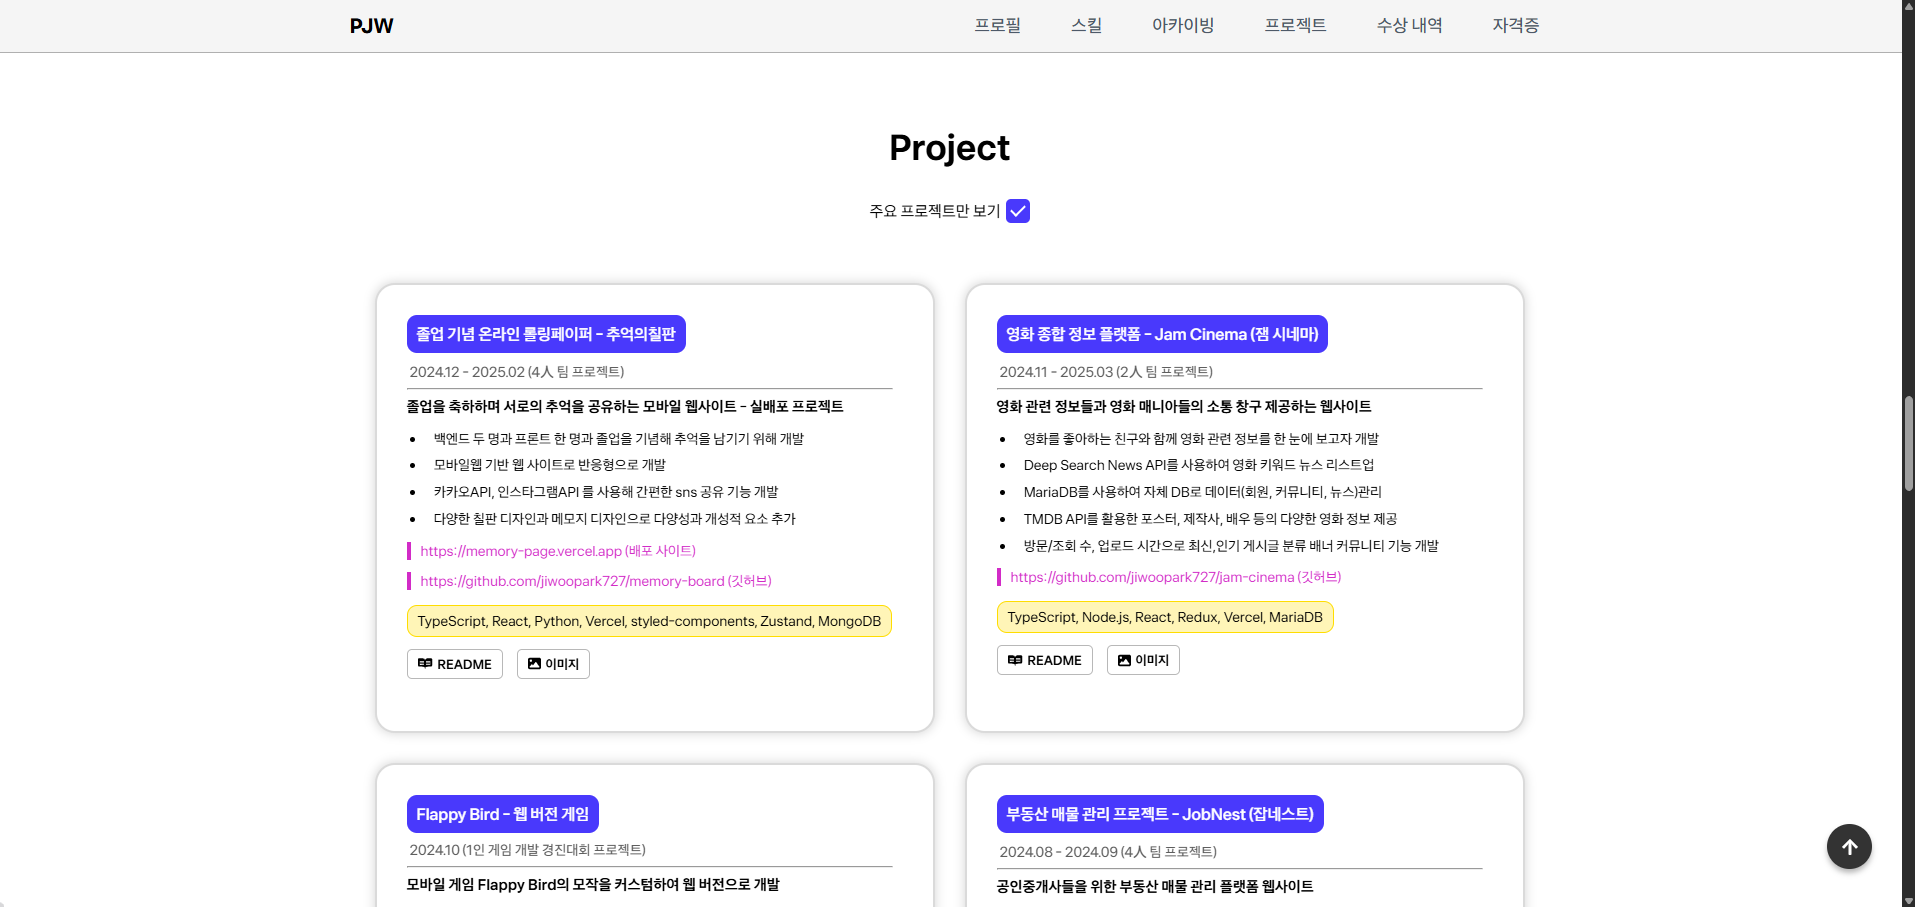 PJW
프로필 스킬 아카이빙 프로젝트 수상 내역 자격증
Project
주요 프로젝트만 보기
졸업 기념 온라인 롤링페이퍼 - 추억의칠판
2024.12 - 2025.02 (4人 팀 프로젝트)
졸업을 축하하며 서로의 추억을 공유하는 모바일 웹사이트 - 실배포 프로젝트
• 백엔드 두 명과 프론트 한 명과 졸업을 기념해 추억을 남기기 위해 개발
• 모바일웹 기반 웹 사이트로 반응형으로 개발
• 카카오API, 인스타그램API 를 사용해 간편한 sns 공유 기능 개발
• 다양한 칠판 디자인과 메모지 디자인으로 다양성과 개성적 요소 추가
https://memory-page.vercel.app (배포 사이트)
https://github.com/jiwoopark727/memory-board (깃허브)
TypeScript, React, Python, Vercel, styled-components, Zustand, MongoDB
README 이미지
영화 종합 정보 플랫폼 - Jam Cinema (잼 시네마)
2024.11 - 2025.03 (2人 팀 프로젝트)
영화 관련 정보들과 영화 매니아들의 소통 창구 제공하는 웹사이트
• 영화를 좋아하는 친구와 함께 영화 관련 정보를 한 눈에 보고자 개발
• Deep Search News API를 사용하여 영화 키워드 뉴스 리스트업
• MariaDB를 사용하여 자체 DB로 데이터(회원, 커뮤니티, 뉴스)관리
• TMDB API를 활용한 포스터, 제작사, 배우 등의 다양한 영화 정보 제공
• 방문/조회 수, 업로드 시간으로 최신,인기 게시글 분류 배너 커뮤니티 기능 개발
https://github.com/jiwoopark727/jam-cinema (깃허브)
TypeScript, Node.js, React, Redux, Vercel, MariaDB
README 이미지
Flappy Bird - 웹 버전 게임
2024.10 (1인 게임 개발 경진대회 프로젝트)
모바일 게임 Flappy Bird의 모작을 커스텀하여 웹 버전으로 개발
부동산 매물 관리 프로젝트 - JobNest (잡네스트)
2024.08 - 2024.09 (4人 팀 프로젝트)
공인중개사들을 위한 부동산 매물 관리 플랫폼 웹사이트